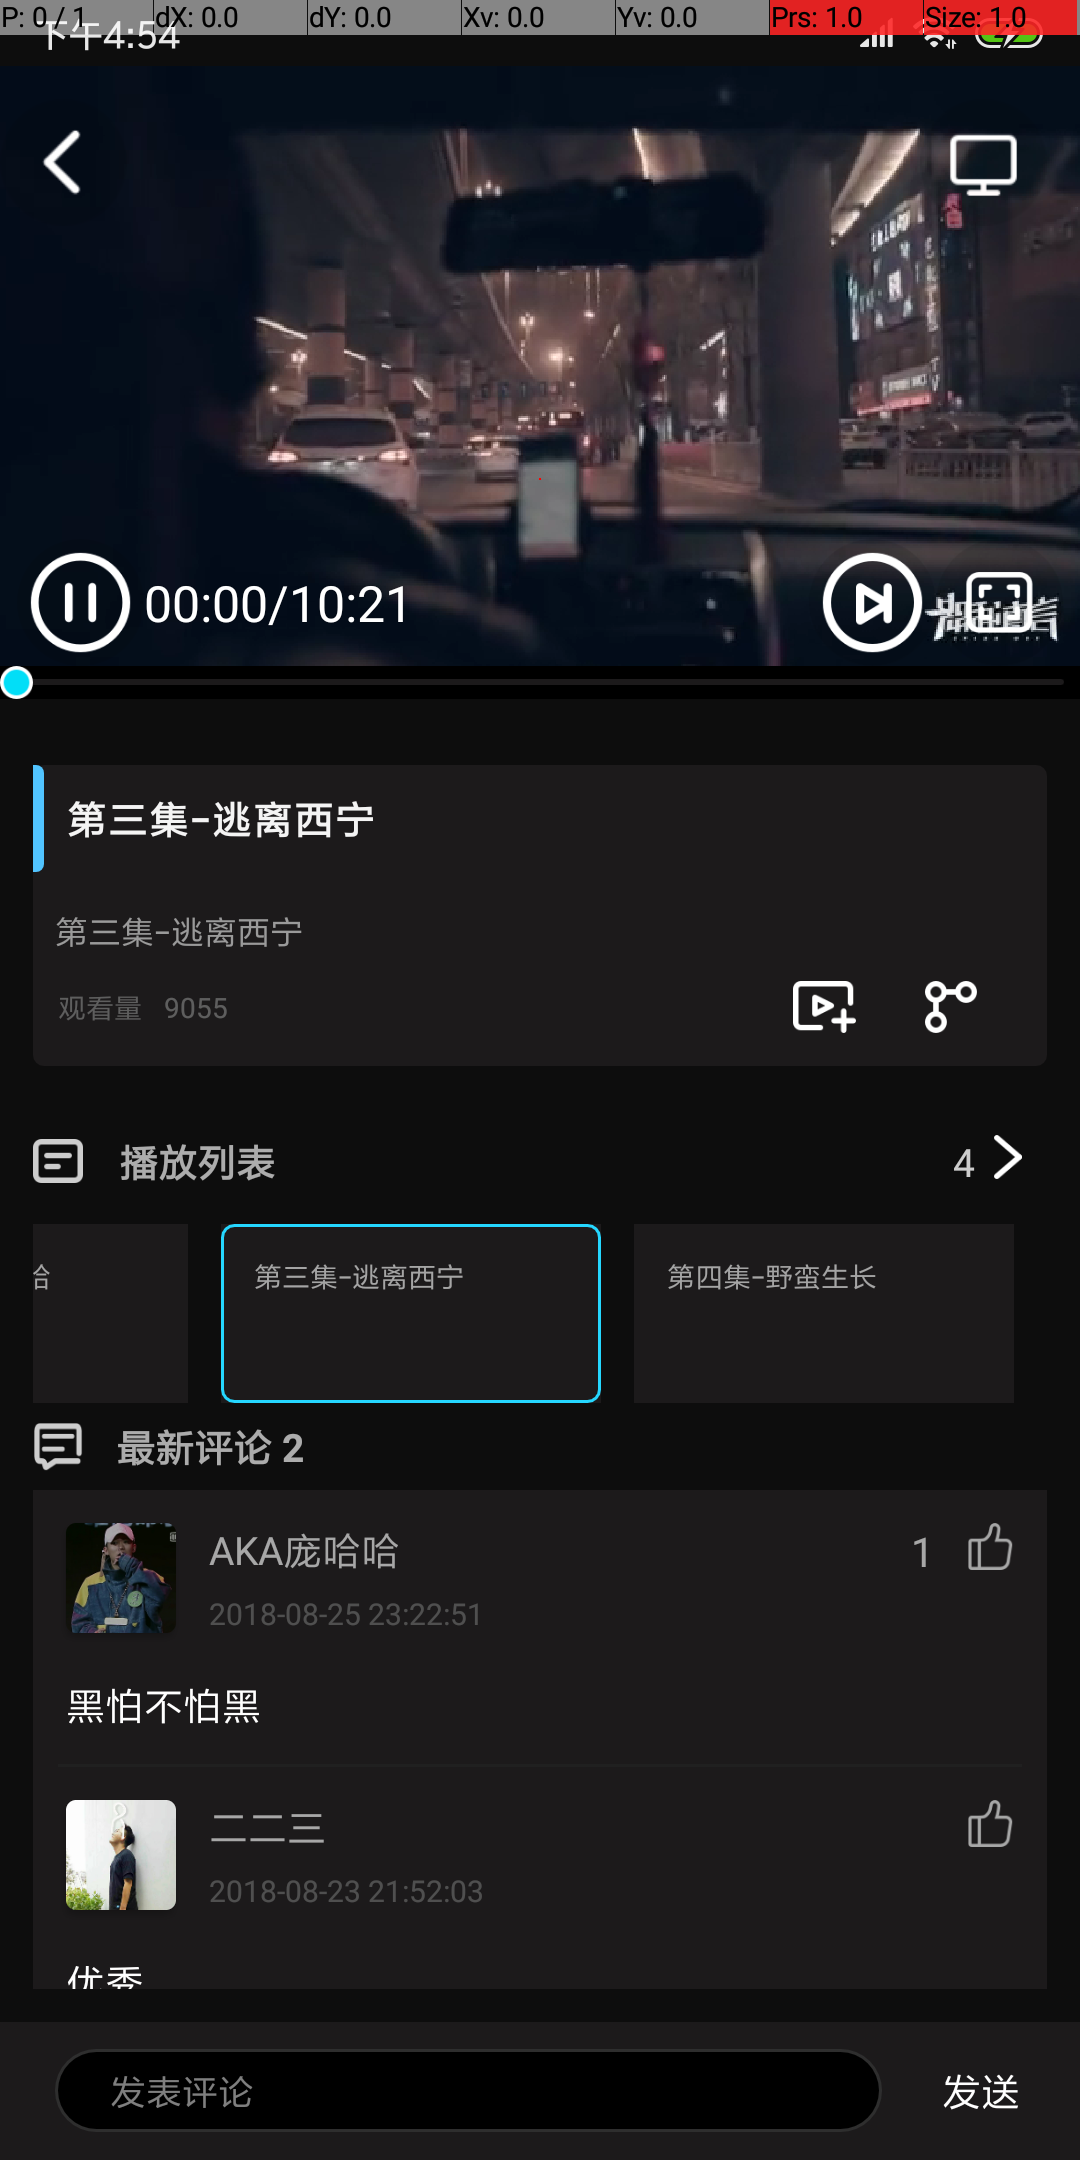 P: 0 / 1 dX: 0.0 dY: 0.0 Xv: 0.0 Yv: 0.0 Prs: 1.0 Size: 1.0
下午4:54
00:00/10:21
第三集-逃离西宁
第三集-逃离西宁
观看量 9055
播放列表 4
哈 第三集-逃离西宁 第四集-野蛮生长
最新评论 2
AKA庞哈哈 1
2018-08-25 23:22:51
黑怕不怕黑
二二三
2018-08-23 21:52:03
优秀
发表评论 发送